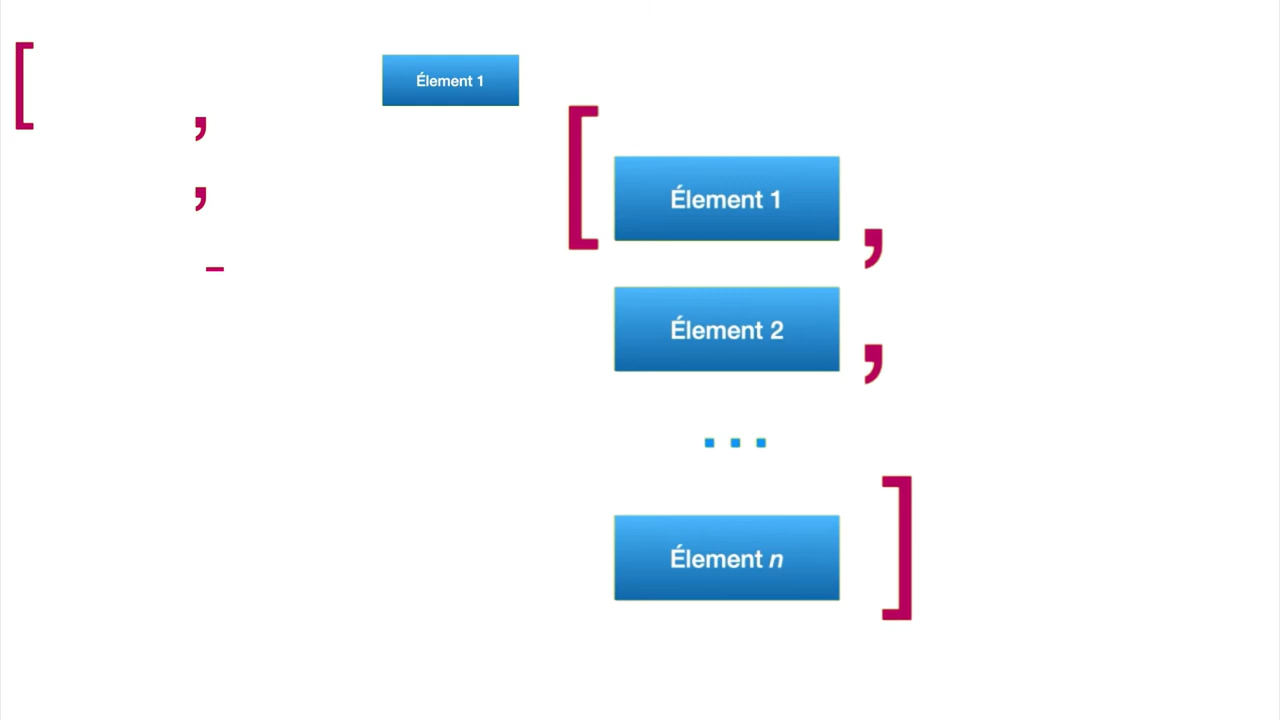 [
,
,
Élement 1
[ Élement 1 ,
Élement 2 ,
...
Élement n ]